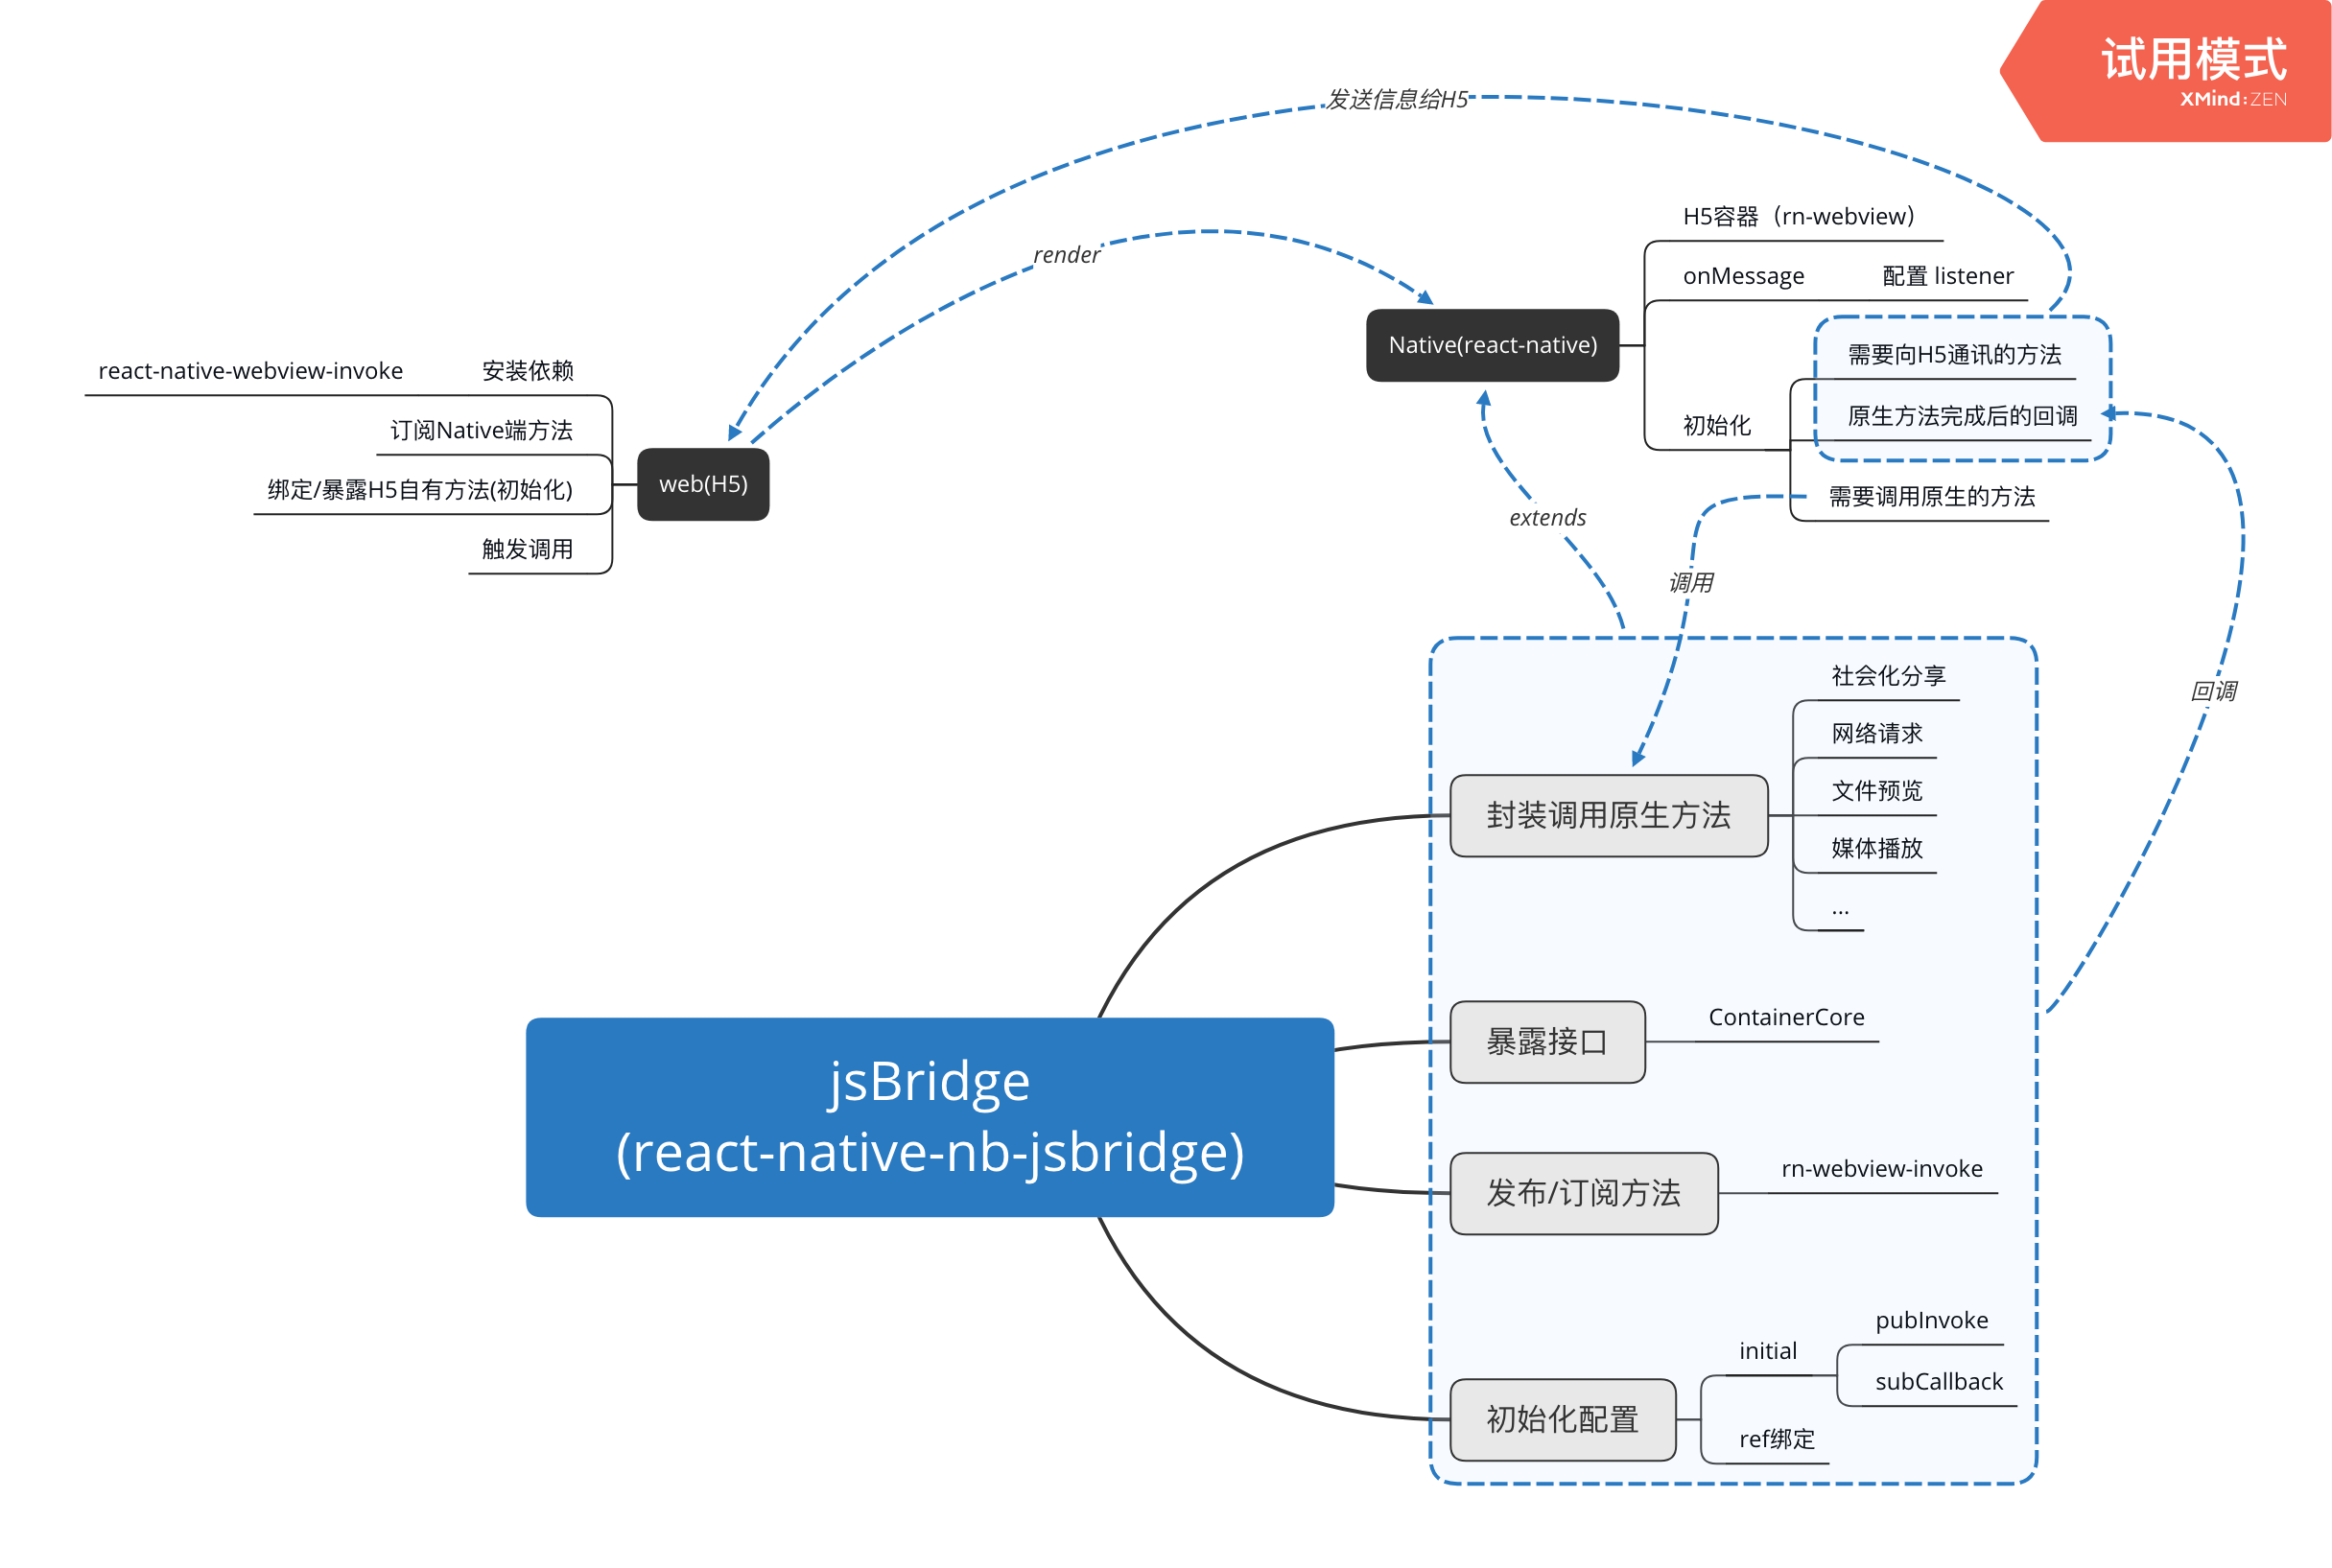 试用模式
XMind:ZEN
发送信息给H5
render
H5容器（rn-webview）
onMessage
配置 listener
Native(react-native)
需要向H5通讯的方法
原生方法完成后的回调
初始化
需要调用原生的方法
react-native-webview-invoke
安装依赖
订阅Native端方法
绑定/暴露H5自有方法(初始化)
触发调用
web(H5)
extends
调用
回调
社会化分享
网络请求
文件预览
媒体播放
...
封装调用原生方法
暴露接口
ContainerCore
jsBridge
(react-native-nb-jsbridge)
发布/订阅方法
rn-webview-invoke
初始化配置
initial
pubInvoke
subCallback
ref绑定